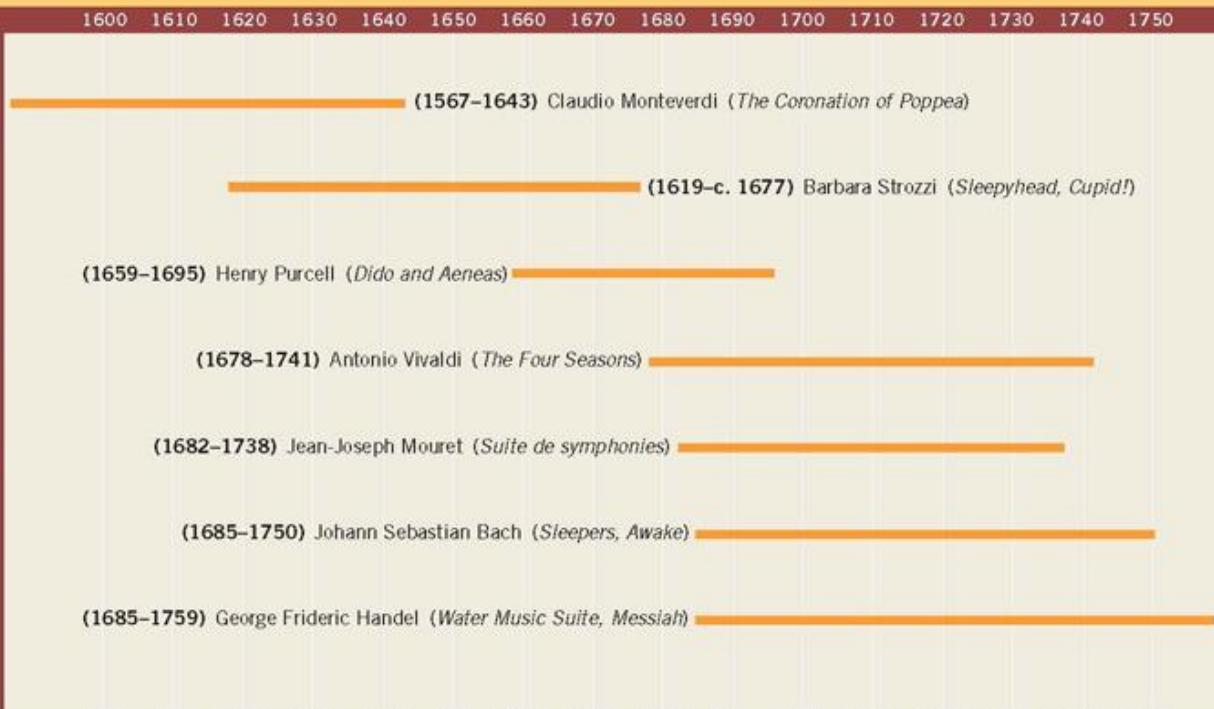 1600 1610 1620 1630 1640 1650 1660 1670 1680 1690 1700 1710 1720 1730 1740 1750
(1567–1643) Claudio Monteverdi (The Coronation of Poppea)
(1619–c. 1677) Barbara Strozzi (Sleepyhead, Cupid!)
(1659–1695) Henry Purcell (Dido and Aeneas)
(1678–1741) Antonio Vivaldi (The Four Seasons)
(1682–1738) Jean-Joseph Mouret (Suite de symphonies)
(1685–1750) Johann Sebastian Bach (Sleepers, Awake)
(1685–1759) George Frideric Handel (Water Music Suite, Messiah)